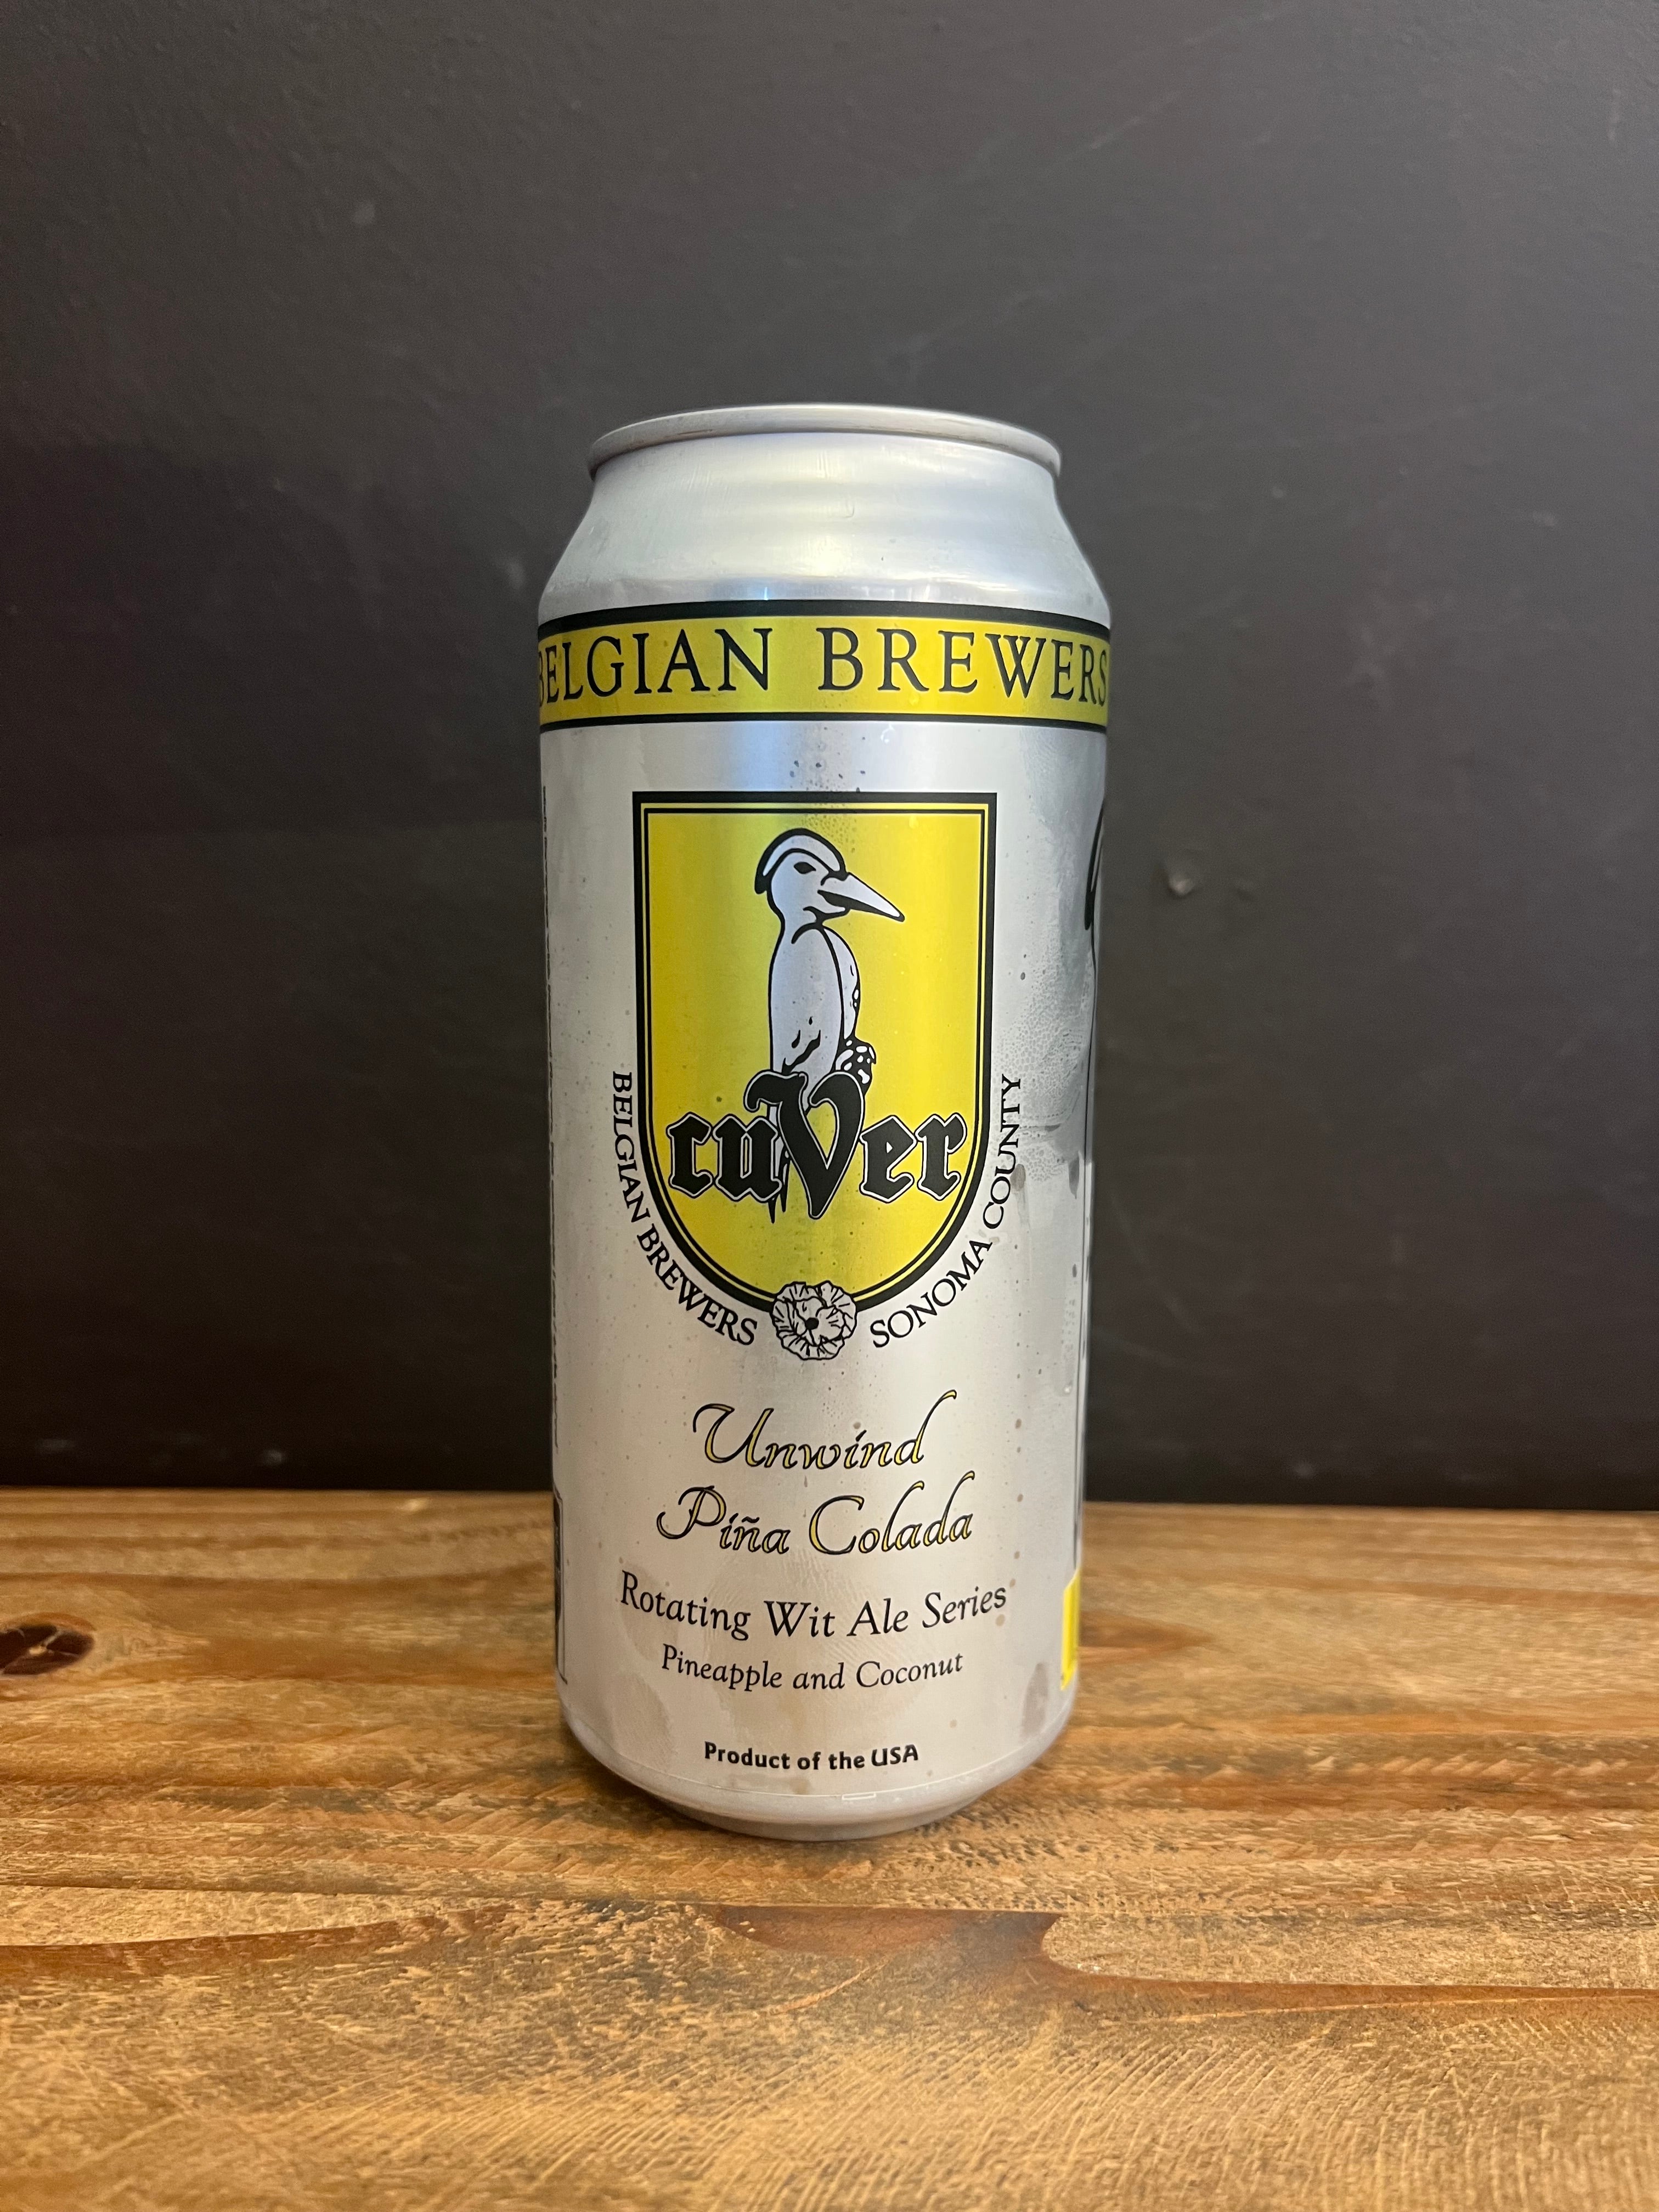 BELGIAN BREWERS
cuVer
BELGIAN BREWERS
SONOMA COUNTY
Unwind
Piña Colada
Rotating Wit Ale Series
Pineapple and Coconut
Product of the USA